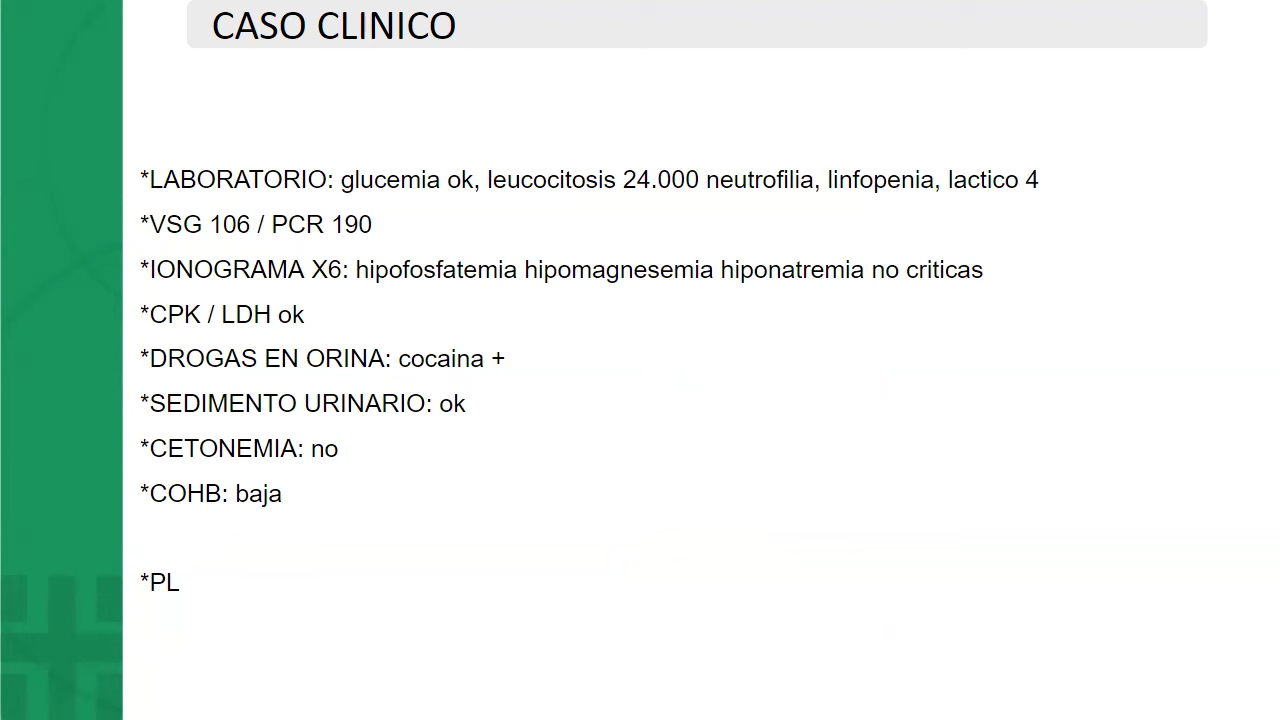 CASO CLINICO
*LABORATORIO: glucemia ok, leucocitosis 24.000 neutrofilia, linfopenia, lactico 4
*VSG 106 / PCR 190
*IONOGRAMA X6: hipofosfatemia hipomagnesemia hiponatremia no criticas
*CPK / LDH ok
*DROGAS EN ORINA: cocaina +
*SEDIMENTO URINARIO: ok
*CETONEMIA: no
*COHB: baja
*PL